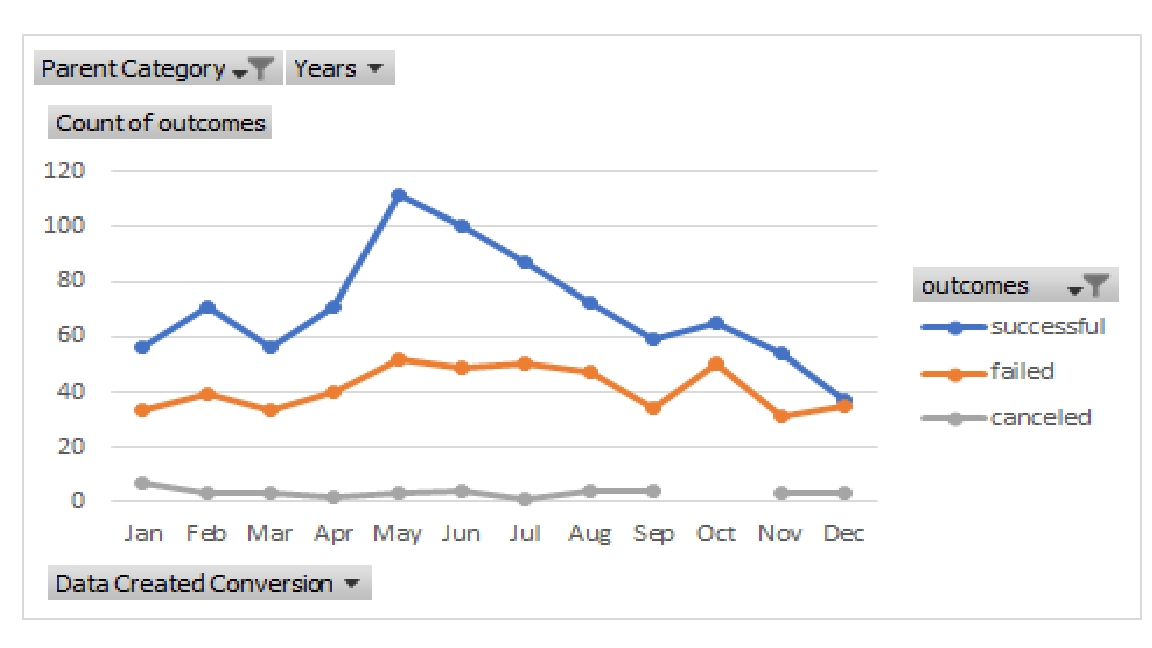 Parent Category Years
Count of outcomes
120
100
80
60
40
20
0
Jan Feb Mar Apr May Jun Jul Aug Sep Oct Nov Dec
outcomes
successful
failed
canceled
Data Created Conversion